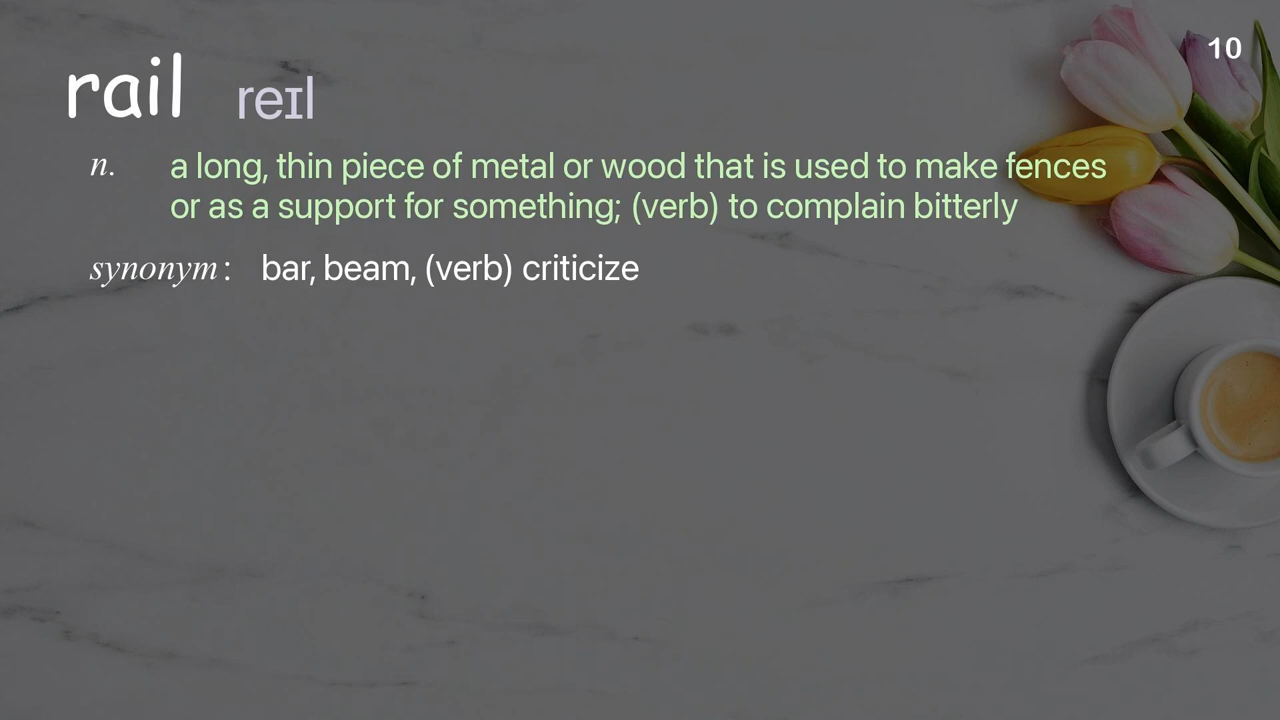 10
rail reɪl
n. a long, thin piece of metal or wood that is used to make fences
or as a support for something; (verb) to complain bitterly
synonym: bar, beam, (verb) criticize